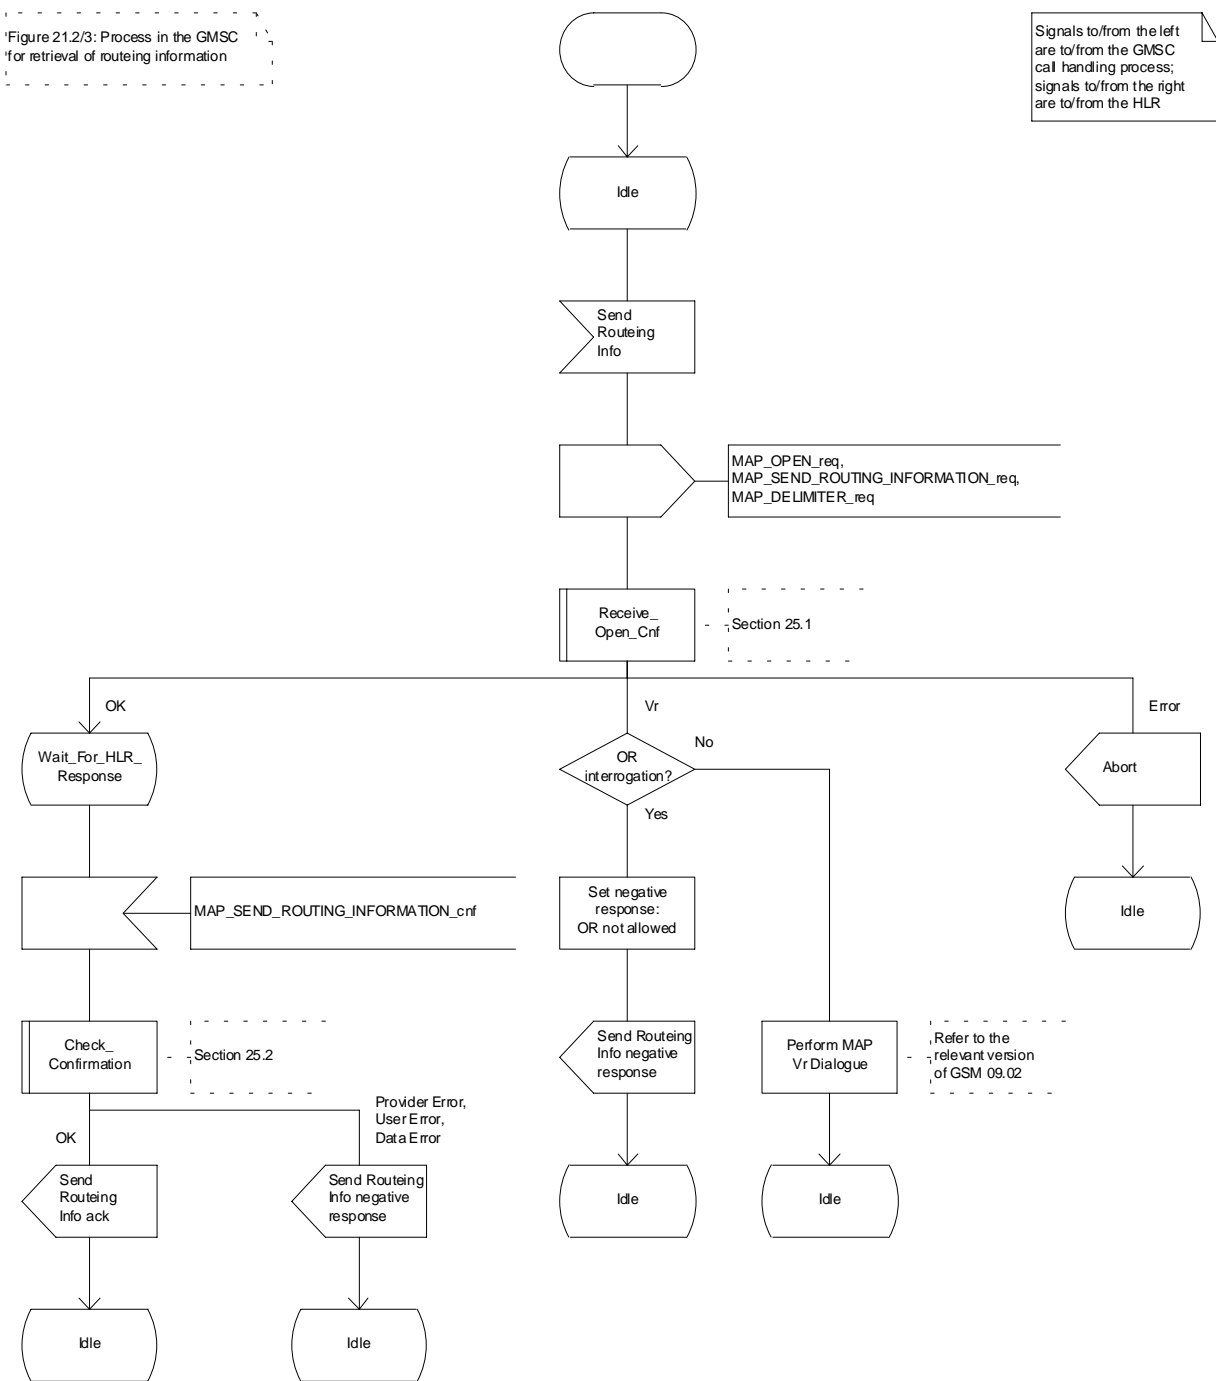 Figure 21.2/3: Process in the GMSC
for retrieval of routeing information
Signals to/from the left
are to/from the GMSC
call handling process;
signals to/from the right
are to/from the HLR
Idle
Send
Routeing
Info
MAP_OPEN_req,
MAP_SEND_ROUTING_INFORMATION_req,
MAP_DELIMITER_req
Receive_
Open_Cnf
Section 25.1
OK
Vr
Error
Wait_For_HLR_
Response
OR
interrogation?
No
Yes
Abort
MAP_SEND_ROUTING_INFORMATION_cnf
Set negative
response:
OR not allowed
Idle
Check_
Confirmation
Section 25.2
Send Routeing
Info negative
response
Perform MAP
Vr Dialogue
Refer to the
relevant version
of GSM 09.02
OK
Provider Error,
User Error,
Data Error
Send
Routeing
Info ack
Send Routeing
Info negative
response
Idle
Idle
Idle
Idle